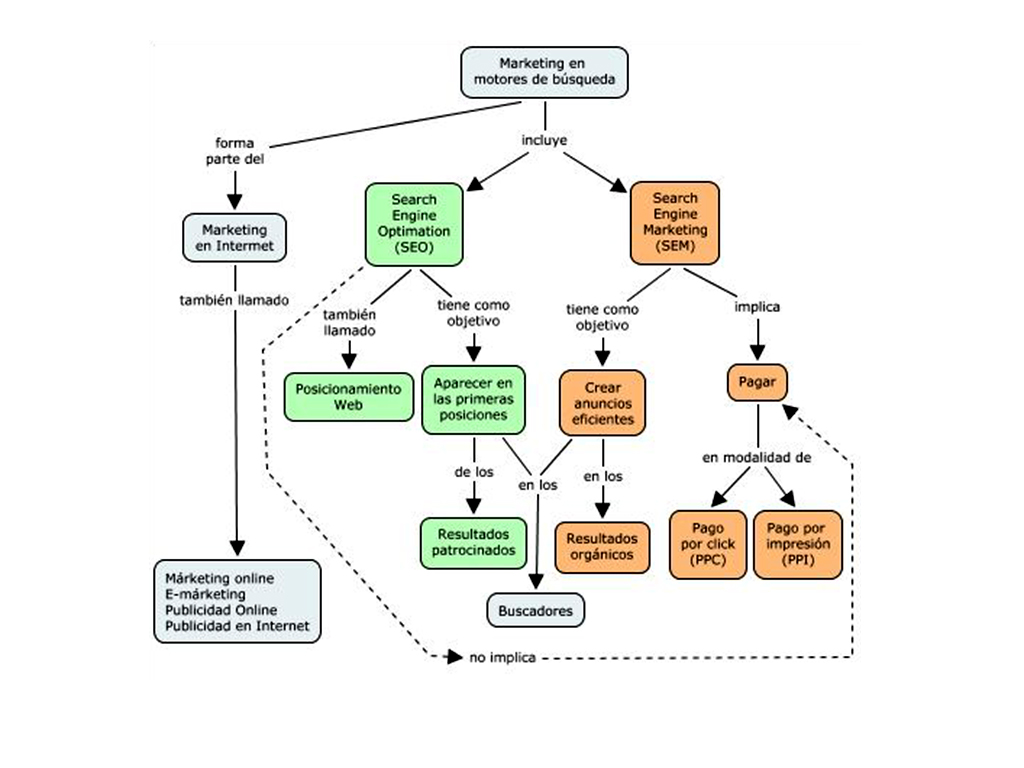 Marketing en
motores de búsqueda
forma
parte del
incluye
Marketing
en Internet
Search
Engine
Optimation
(SEO)
Search
Engine
Marketing
(SEM)
también llamado
también
llamado
tiene como
objetivo
tiene como
objetivo
implica
Posicionamiento
Web
Aparecer en
las primeras
posiciones
Crear
anuncios
eficientes
Pagar
de los
en los
en los
en modalidad de
Resultados
patrocinados
Resultados
orgánicos
Pago
por click
(PPC)
Pago por
impresión
(PPI)
Márketing online
E-márketing
Publicidad Online
Publicidad en Internet
Buscadores
no implica